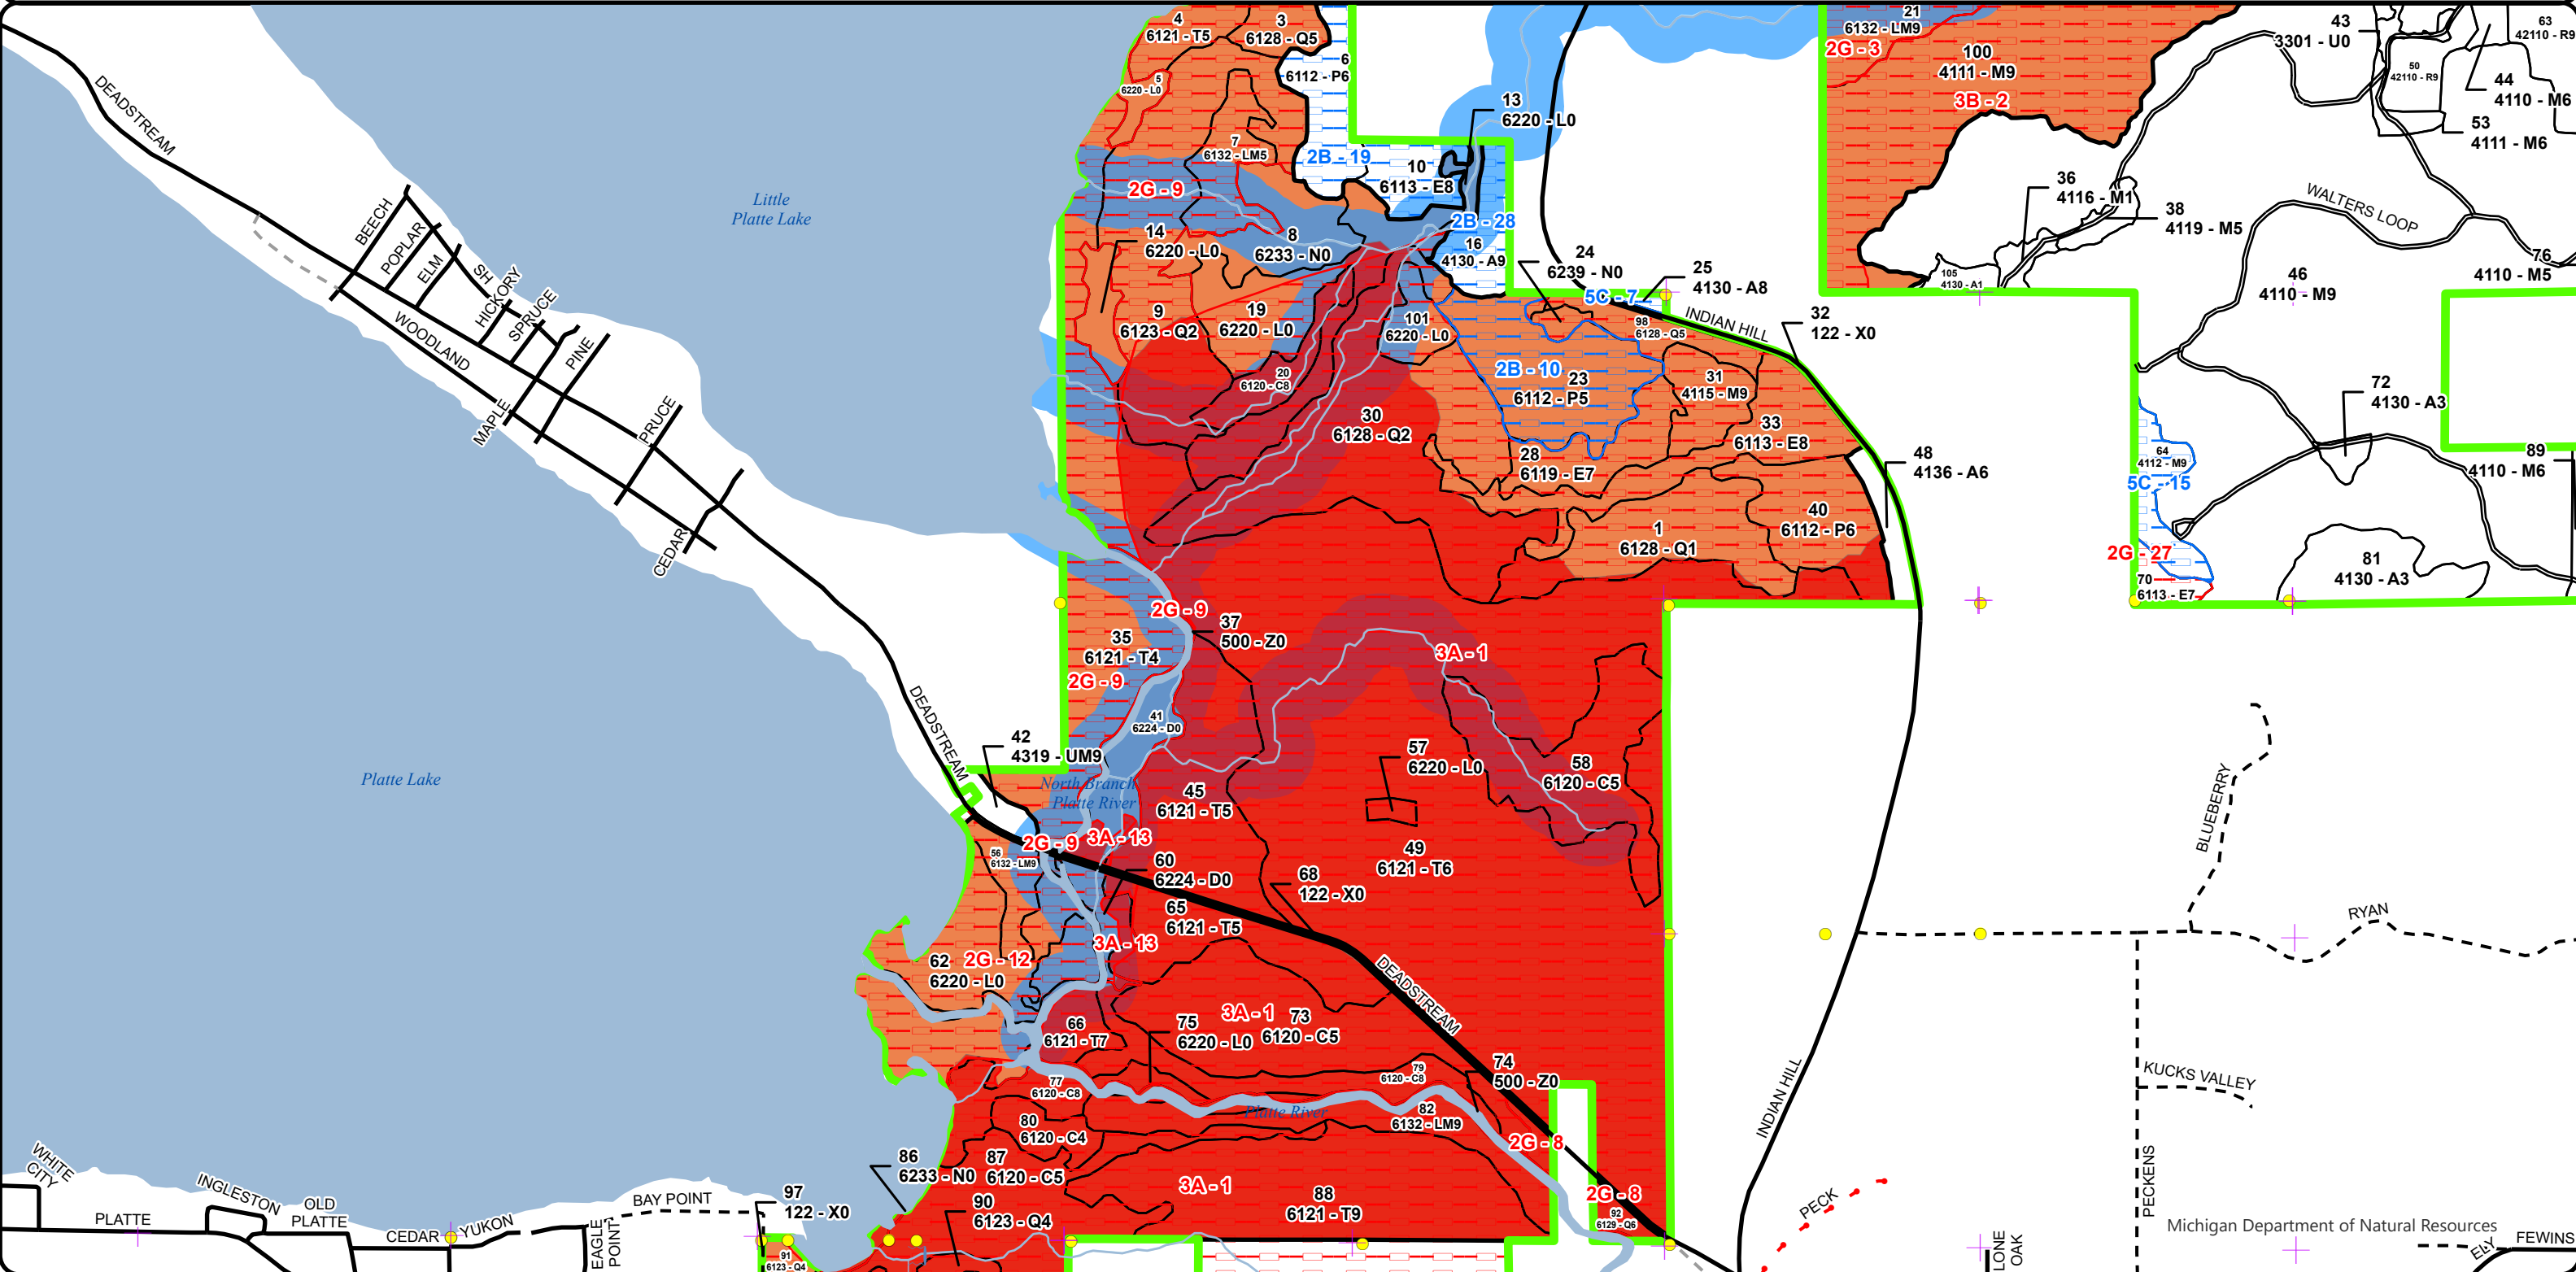 4
6121 - T5
3
6128 - Q5
6
6112 - P6
5
6220 - L0
7
6132 - LM5
2B - 19
10
6113 - E8
13
6220 - L0
2G - 9
2B - 28
16
4130 - A9
14
6220 - L0
8
6233 - N0
9
6123 - Q2
19
6220 - L0
101
6220 - L0
20
6120 - C8
30
6128 - Q2
24
6239 - N0
5C - 7
25
4130 - A8
98
6128 - Q5
INDIAN HILL
32
122 - X0
2B - 10
23
6112 - P5
31
4115 - M9
33
6113 - E8
28
6119 - E7
1
6128 - Q1
40
6112 - P6
48
4136 - A6
21
6132 - LM9
2G - 3
100
4111 - M9
3B - 2
43
3301 - U0
63
42110 - R9
50
42110 - R9
44
4110 - M6
53
4111 - M6
36
4116 - M1
38
4119 - M5
WALTERS LOOP
76
4110 - M5
105
4130 - A1
46
4110 - M9
72
4130 - A3
89
4110 - M6
64
4112 - M9
5C - 15
2G - 27
70
6113 - E7
81
4130 - A3
DEADSTREAM
BEECH
POPLAR
ELM
SH
HICKORY
SPRUCE
PINE
WOODLAND
MAPLE
PRUCE
CEDAR
Little
Platte Lake
2G - 9
37
500 - Z0
35
6121 - T4
2G - 9
41
6224 - D0
3A - 1
DEADSTREAM
42
4319 - UM9
Platte Lake
North Branch
Platte River
45
6121 - T5
57
6220 - L0
58
6120 - C5
2G - 9
3A - 13
56
6132 - LM9
60
6224 - D0
49
6121 - T6
68
122 - X0
65
6121 - T5
3A - 13
62
6220 - L0
2G - 12
DEADSTREAM
66
6121 - T7
75
6220 - L0
3A - 1
73
6120 - C5
79
6120 - C8
74
500 - Z0
77
6120 - C8
Platte River
82
6132 - LM9
80
6120 - C4
2G - 8
86
6233 - N0
87
6120 - C5
3A - 1
88
6121 - T9
2G - 8
92
6129 - Q6
97
122 - X0
90
6123 - Q4
91
6123 - Q4
WHITE
CITY
PLATTE
INGLESTON
OLD
PLATTE
CEDAR
YUKON
EAGLE
POINT
BAY POINT
INDIAN HILL
BLUEBERRY
RYAN
KUCKS VALLEY
PECKENS
PECK
LONE
OAK
Michigan Department of Natural Resources
ELY
FEWINS